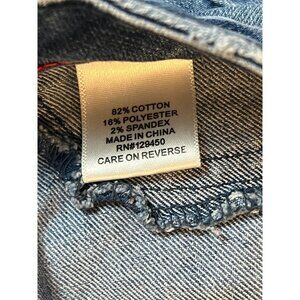 82% COTTON
16% POLYESTER
2% SPANDEX
MADE IN CHINA
RN#129450
CARE ON REVERSE